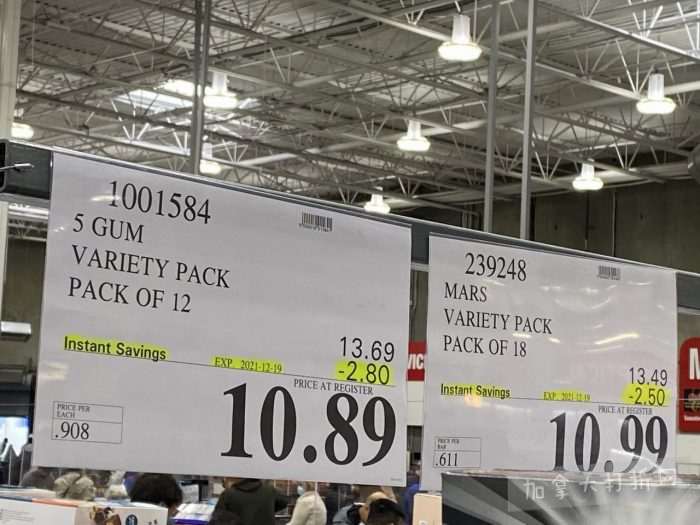 1001584
5 GUM
VARIETY PACK
PACK OF 12
13.69
Instant Savings
EXP. 2021-12-19
-2.80
PRICE AT REGISTER
10.89
PRICE PER
EACH
.908
239248
MARS
VARIETY PACK
PACK OF 18
13.49
Instant Savings
EXP. 2021-12-19
-2.50
PRICE AT REGISTER
10.99
PRICE PER
BAR
.611
VIC
M
加拿大打折